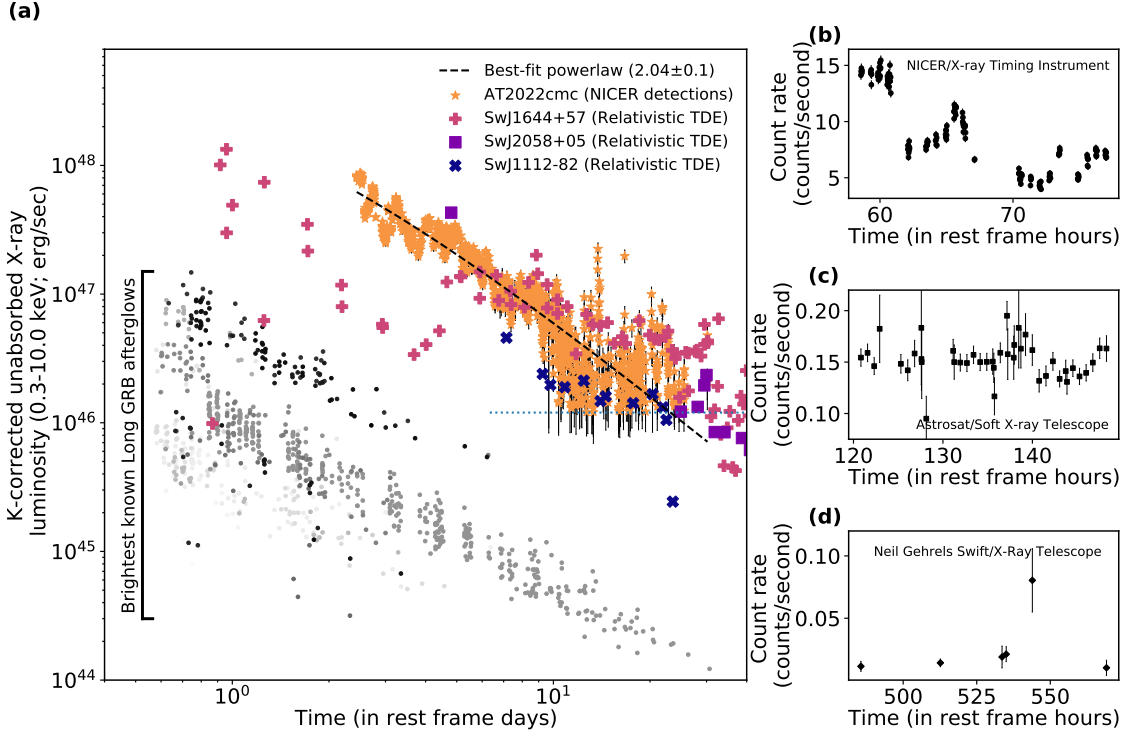 (a)
K-corrected unabsorbed X-ray
luminosity (0.3-10.0 keV; erg/sec)
10^48
10^47
10^46
10^45
10^44
Brightest known Long GRB afterglows
Best-fit powerlaw (2.04±0.1)
AT2022cmc (NICER detections)
SwJ1644+57 (Relativistic TDE)
SwJ2058+05 (Relativistic TDE)
SwJ1112-82 (Relativistic TDE)
10^0
10^1
Time (in rest frame days)
(b)
Count rate
(counts/second)
15
10
5
NICER/X-ray Timing Instrument
60
70
Time (in rest frame hours)
(c)
Count rate
(counts/second)
0.20
0.15
0.10
Astrosat/Soft X-ray Telescope
120
130
140
Time (in rest frame hours)
(d)
Count rate
(counts/second)
0.10
0.05
Neil Gehrels Swift/X-Ray Telescope
500
525
550
Time (in rest frame hours)